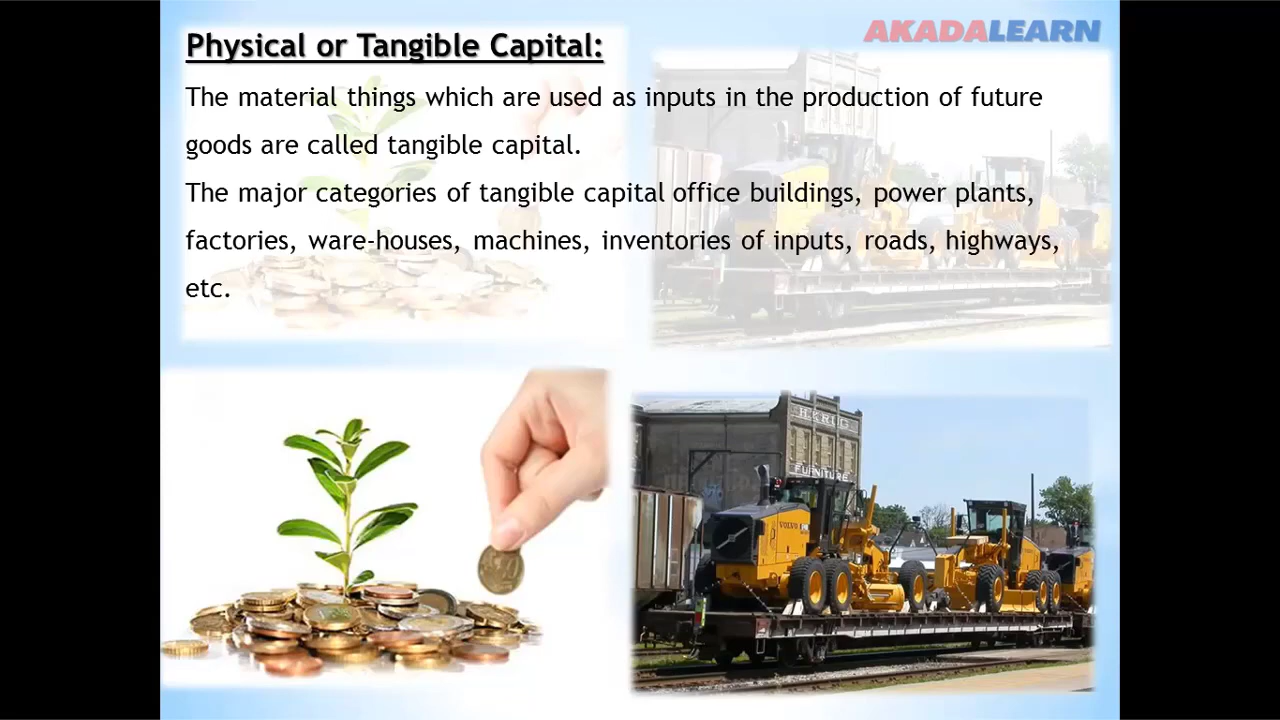 AKADALEARN
Physical or Tangible Capital:
The material things which are used as inputs in the production of future
goods are called tangible capital.
The major categories of tangible capital office buildings, power plants,
factories, ware-houses, machines, inventories of inputs, roads, highways,
etc.
H. KRUG
FURNITURE
VOLVO